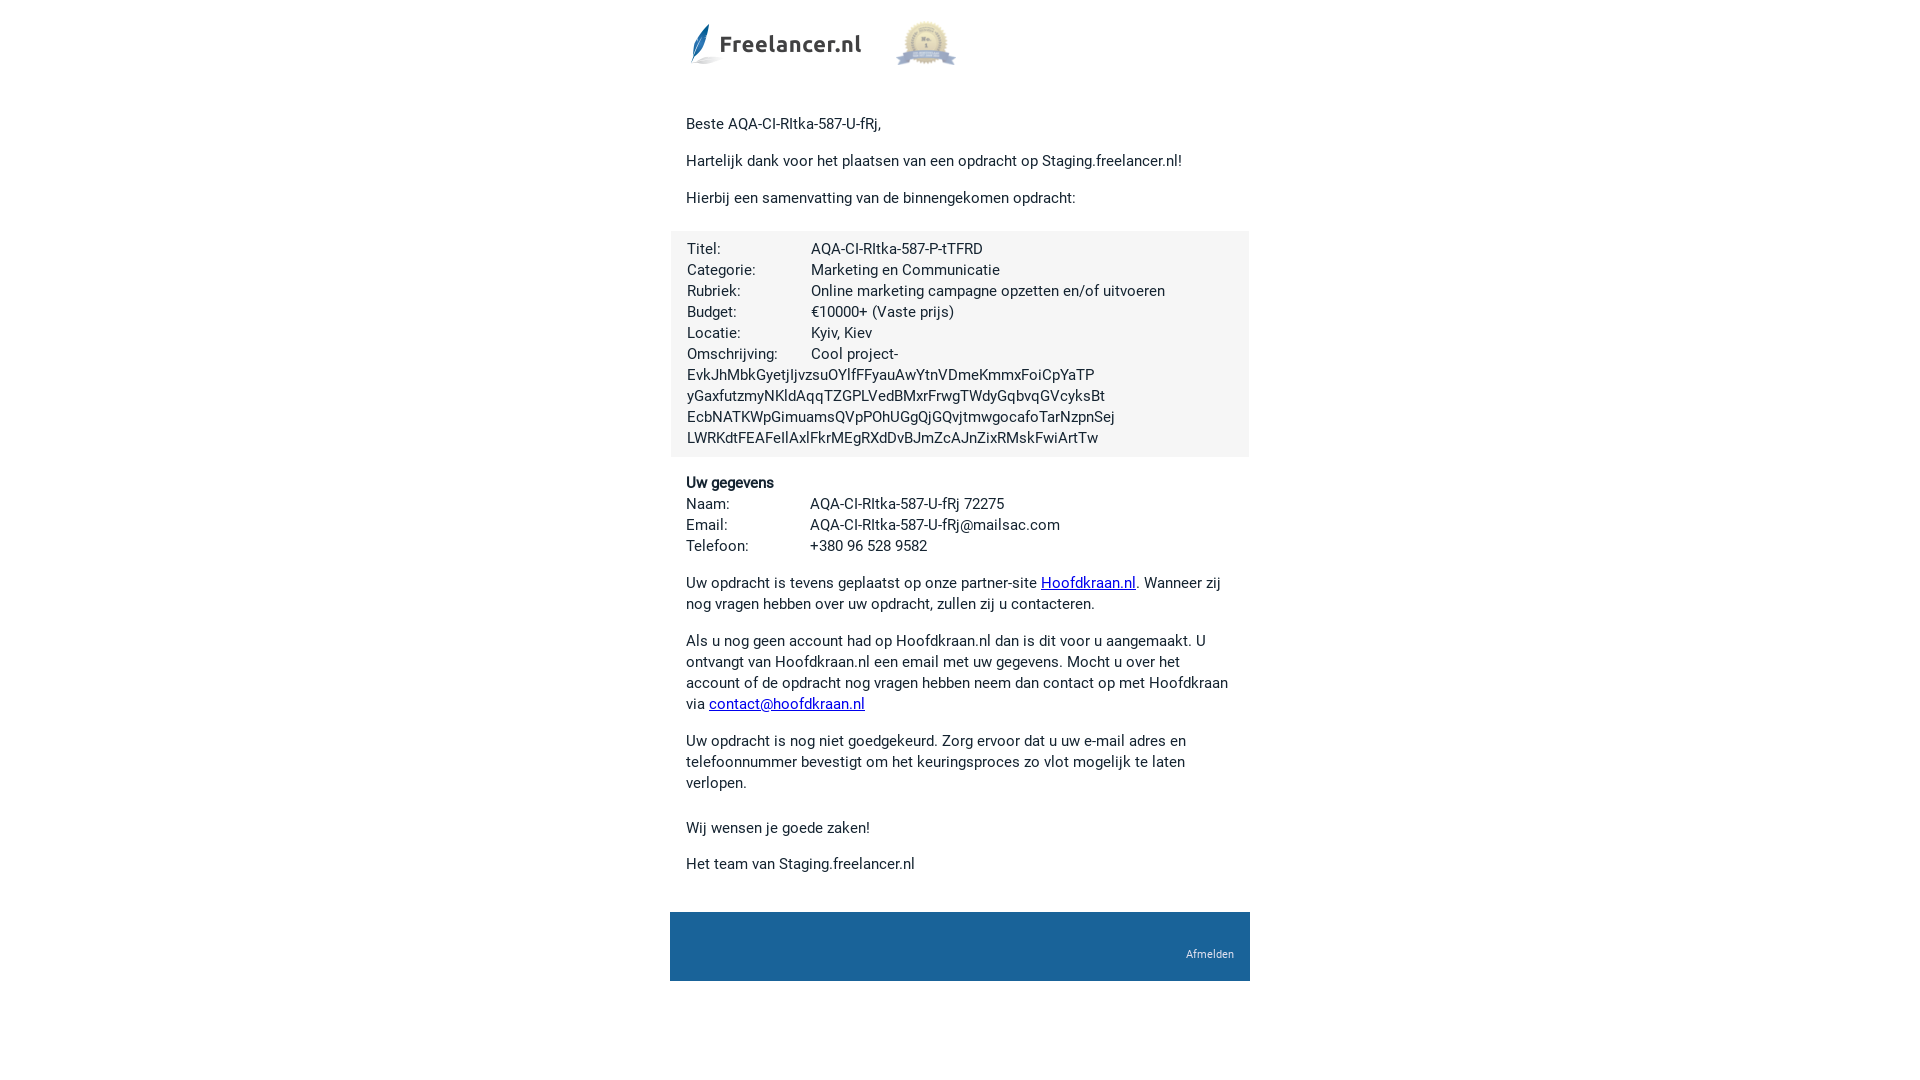 Freelancer.nl
Beste AQA-CI-RItka-587-U-fRj,
Hartelijk dank voor het plaatsen van een opdracht op Staging.freelancer.nl!
Hierbij een samenvatting van de binnengekomen opdracht:
Titel: AQA-CI-RItka-587-P-tTFRD
Categorie: Marketing en Communicatie
Rubriek: Online marketing campagne opzetten en/of uitvoeren
Budget: €10000+ (Vaste prijs)
Locatie: Kyiv, Kiev
Omschrijving: Cool project-
EvkJhMbkGyetjIjvzsuOYlfFFyauAwYtnVDmeKmmxFoiCpYaTP
yGaxfutzmyNKldAqqTZGPLVedBMxrFrwgTWdyGqbvqGVcyksBt
EcbNATKWpGimuamsQVpPOhUGgQjGQvjtmwgocafoTarNzpnSej
LWRKdtFEAFeIlAxlFkrMEgRXdDvBJmZcAJnZixRMskFwiArtTw
Uw gegevens
Naam: AQA-CI-RItka-587-U-fRj 72275
Email: AQA-CI-RItka-587-U-fRj@mailsac.com
Telefoon: +380 96 528 9582
Uw opdracht is tevens geplaatst op onze partner-site Hoofdkraan.nl. Wanneer zij
nog vragen hebben over uw opdracht, zullen zij u contacteren.
Als u nog geen account had op Hoofdkraan.nl dan is dit voor u aangemaakt. U
ontvangt van Hoofdkraan.nl een email met uw gegevens. Mocht u over het
account of de opdracht nog vragen hebben neem dan contact op met Hoofdkraan
via contact@hoofdkraan.nl
Uw opdracht is nog niet goedgekeurd. Zorg ervoor dat u uw e-mail adres en
telefoonnummer bevestigt om het keuringsproces zo vlot mogelijk te laten
verlopen.
Wij wensen je goede zaken!
Het team van Staging.freelancer.nl
Afmelden